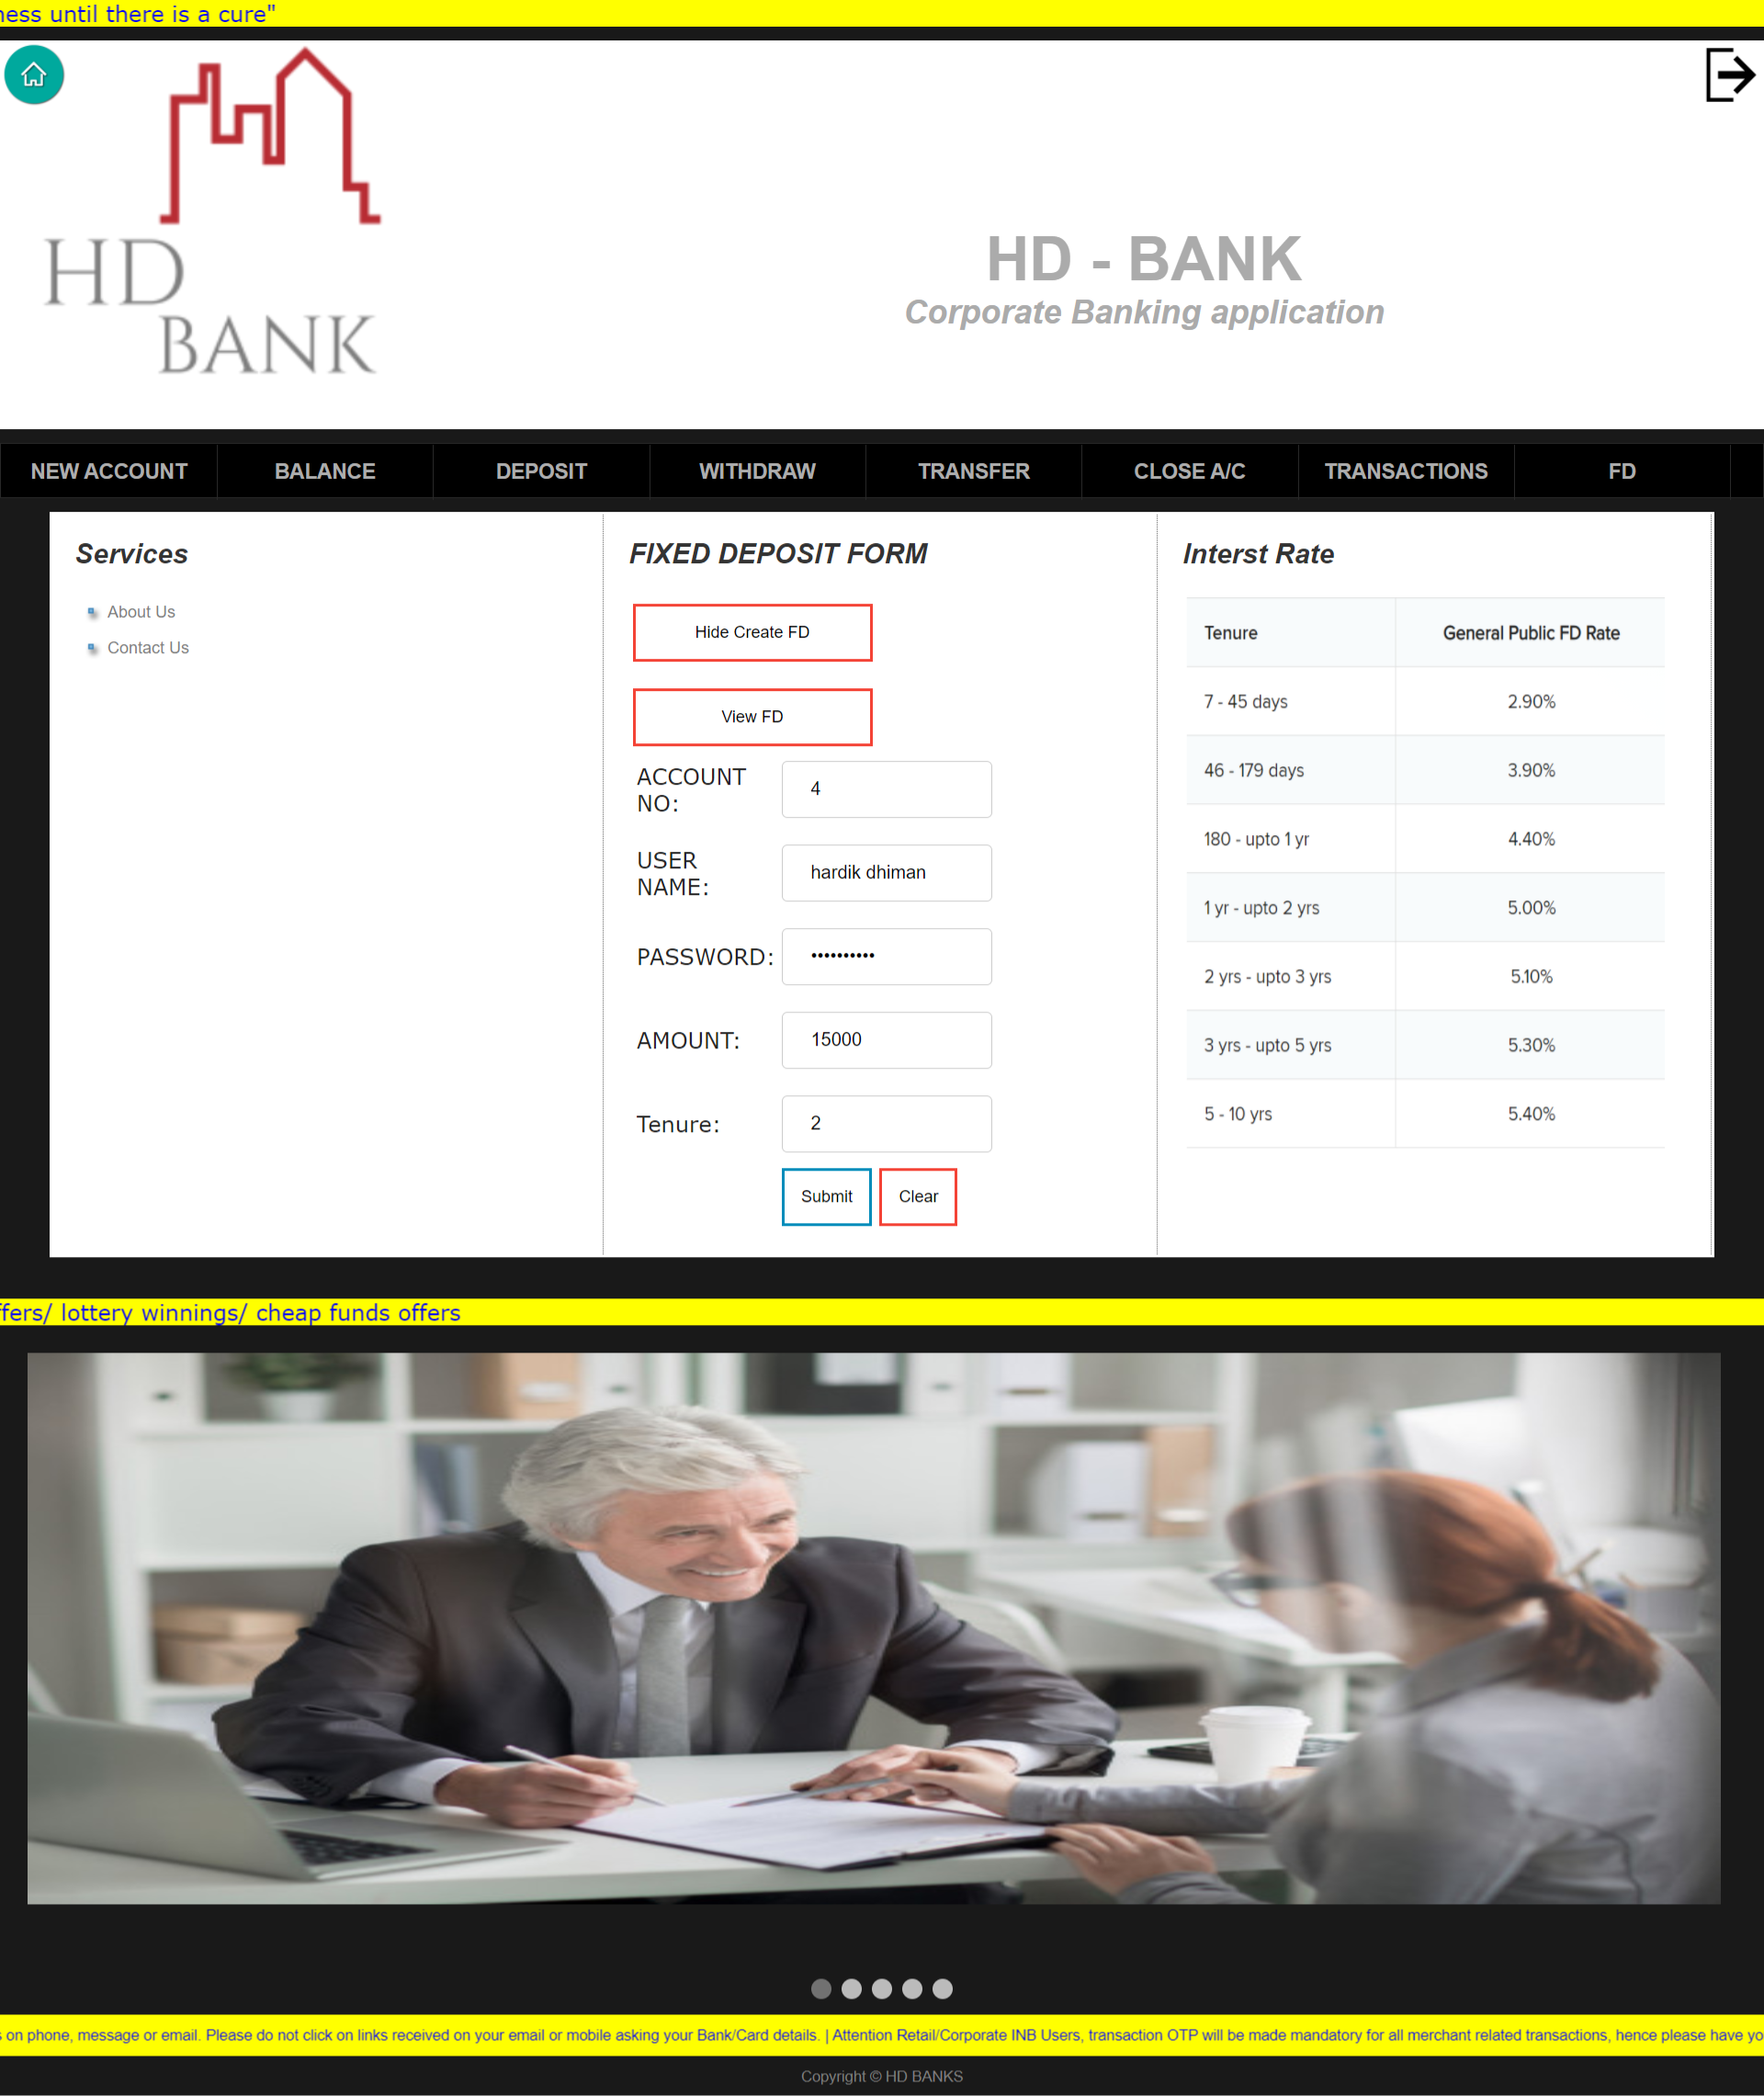 ness until there is a cure"
HD
BANK
HD - BANK
Corporate Banking application
NEW ACCOUNT BALANCE DEPOSIT WITHDRAW TRANSFER CLOSE A/C TRANSACTIONS FD
Services
About Us
Contact Us
FIXED DEPOSIT FORM
Hide Create FD
View FD
ACCOUNT
NO:
4
USER
NAME:
hardik dhiman
PASSWORD: ••••••••••
AMOUNT: 15000
Tenure: 2
Submit Clear
Interst Rate
Tenure General Public FD Rate
7 - 45 days 2.90%
46 - 179 days 3.90%
180 - upto 1 yr 4.40%
1 yr - upto 2 yrs 5.00%
2 yrs - upto 3 yrs 5.10%
3 yrs - upto 5 yrs 5.30%
5 - 10 yrs 5.40%
ffers/ lottery winnings/ cheap funds offers
s on phone, message or email. Please do not click on links received on your email or mobile asking your Bank/Card details. | Attention Retail/Corporate INB Users, transaction OTP will be made mandatory for all merchant related transactions, hence please have yo
Copyright © HD BANKS